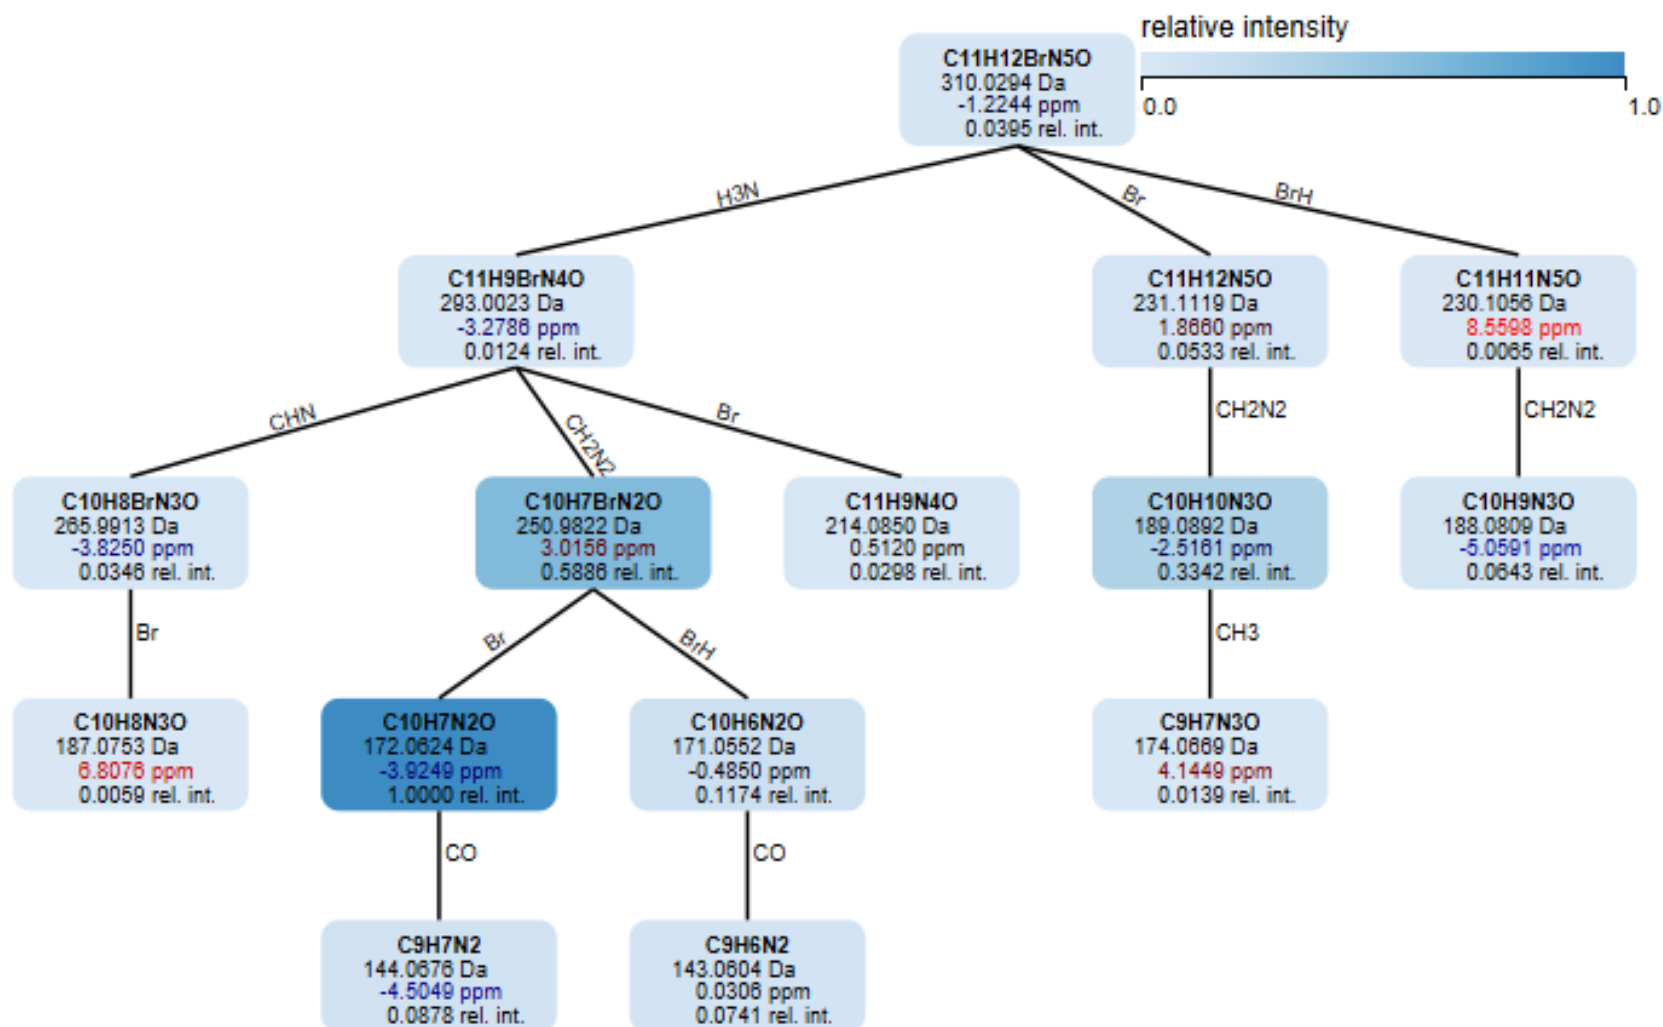 relative intensity
0.0
1.0
C11H12BrN5O
310.0294 Da
-1.2244 ppm
0.0395 rel. int.
H3N
Br
BrH
C11H9BrN4O
293.0023 Da
-3.2786 ppm
0.0124 rel. int.
C11H12N5O
231.1119 Da
1.8660 ppm
0.0533 rel. int.
C11H11N5O
230.1056 Da
8.5598 ppm
0.0065 rel. int.
CHN
CH2N2
Br
CH2N2
CH2N2
C10H8BrN3O
265.9913 Da
-3.8250 ppm
0.0346 rel. int.
C10H7BrN2O
250.9822 Da
3.0156 ppm
0.5886 rel. int.
C11H9N4O
214.0850 Da
0.5120 ppm
0.0298 rel. int.
C10H10N3O
189.0892 Da
-2.5161 ppm
0.3342 rel. int.
C10H9N3O
188.0809 Da
-5.0591 ppm
0.0643 rel. int.
Br
Br
BrH
CH3
C10H8N3O
187.0753 Da
6.8076 ppm
0.0059 rel. int.
C10H7N2O
172.0624 Da
-3.9249 ppm
1.0000 rel. int.
C10H6N2O
171.0552 Da
-0.4850 ppm
0.1174 rel. int.
C9H7N3O
174.0669 Da
4.1449 ppm
0.0139 rel. int.
CO
CO
C9H7N2
144.0676 Da
-4.5049 ppm
0.0878 rel. int.
C9H6N2
143.0604 Da
0.0306 ppm
0.0741 rel. int.